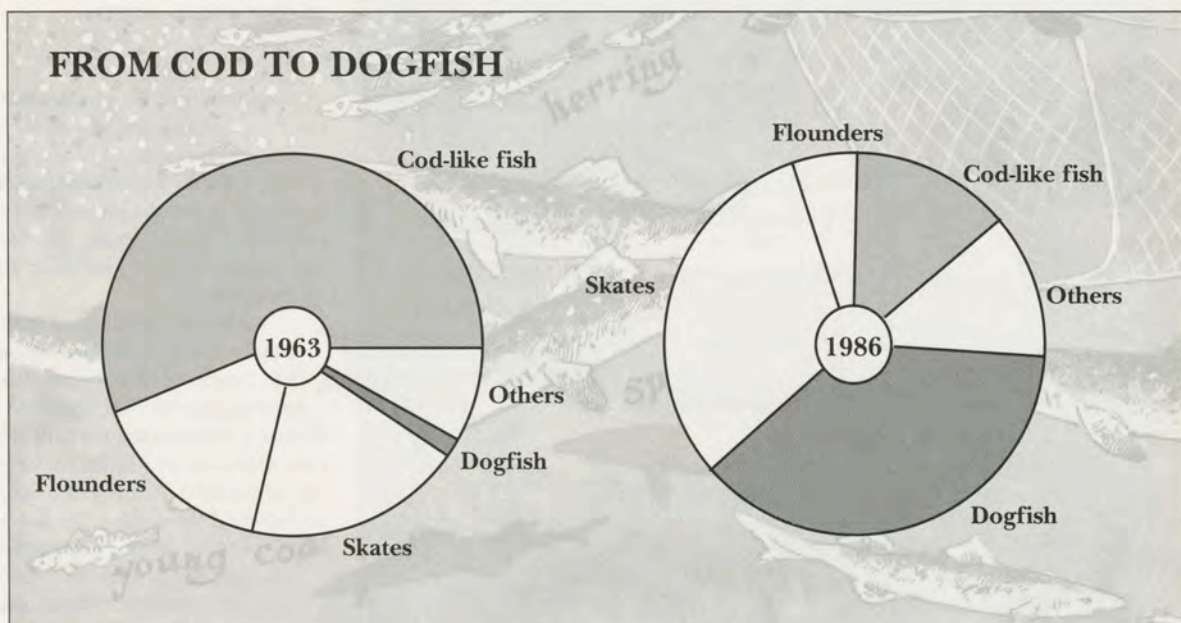 FROM COD TO DOGFISH
herring
Cod-like fish
1963
Others
Dogfish
Skates
Flounders
young cod
Flounders
Cod-like fish
Others
Dogfish
Skates
1986